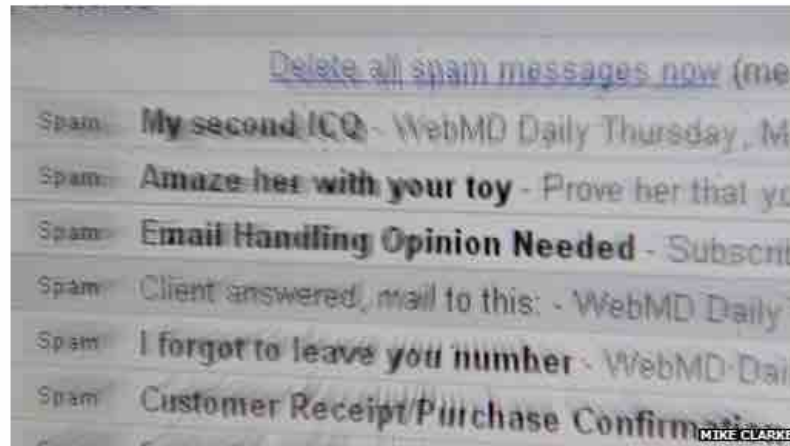 Delete all spam messages now (me
Spam My second ICQ - WebMD Daily Thursday, M
Spam Amaze her with your toy - Prove her that yo
Spam Email Handling Opinion Needed - Subscrib
Spam Client answered, mail to this: - WebMD Daily
Spam I forgot to leave you number - WebMD Dai
Spam Customer Receipt/Purchase Confirmation
MIKE CLARKE